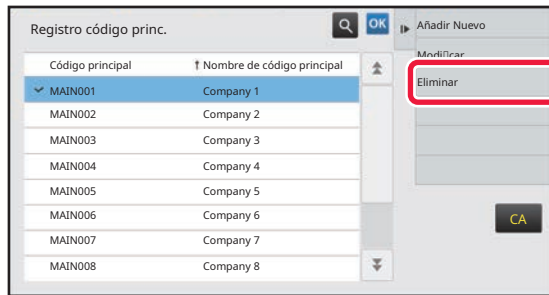 Registro código princ.
OK
Añadir Nuevo
Código principal
Nombre de código principal
MAIN001 Company 1
MAIN002 Company 2
MAIN003 Company 3
MAIN004 Company 4
MAIN005 Company 5
MAIN006 Company 6
MAIN007 Company 7
MAIN008 Company 8
Eliminar
CA